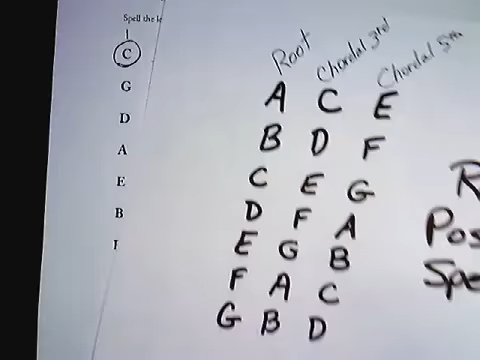 Spell the
C
G
D
A
E
B
Root Chordal 3rd Chordal 5th
A C E
B D F
C E G
D F A
E G B
F A C
G B D
R
Pos
Spe